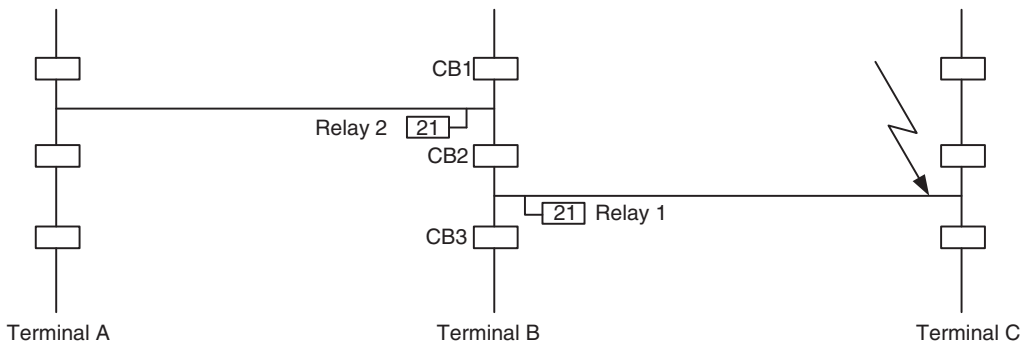 CB1
Relay 2 21
CB2
21 Relay 1
CB3
Terminal A Terminal B Terminal C